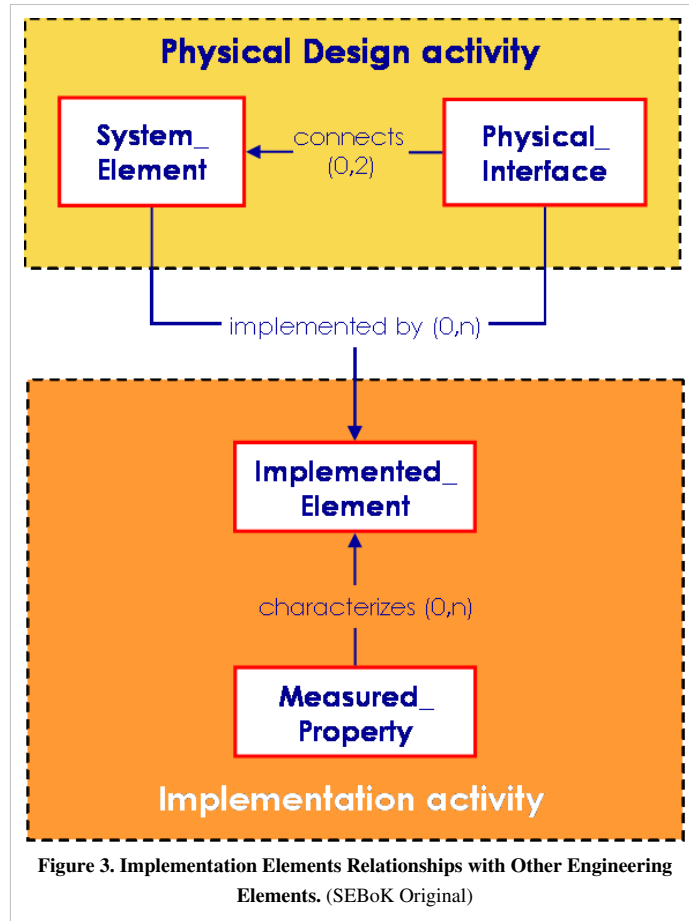 Physical Design activity
System_
Element
connects
(0,2)
Physical_
Interface
implemented by (0,n)
Implemented_
Element
characterizes (0,n)
Measured_
Property
Implementation activity
Figure 3. Implementation Elements Relationships with Other Engineering
Elements. (SEBoK Original)